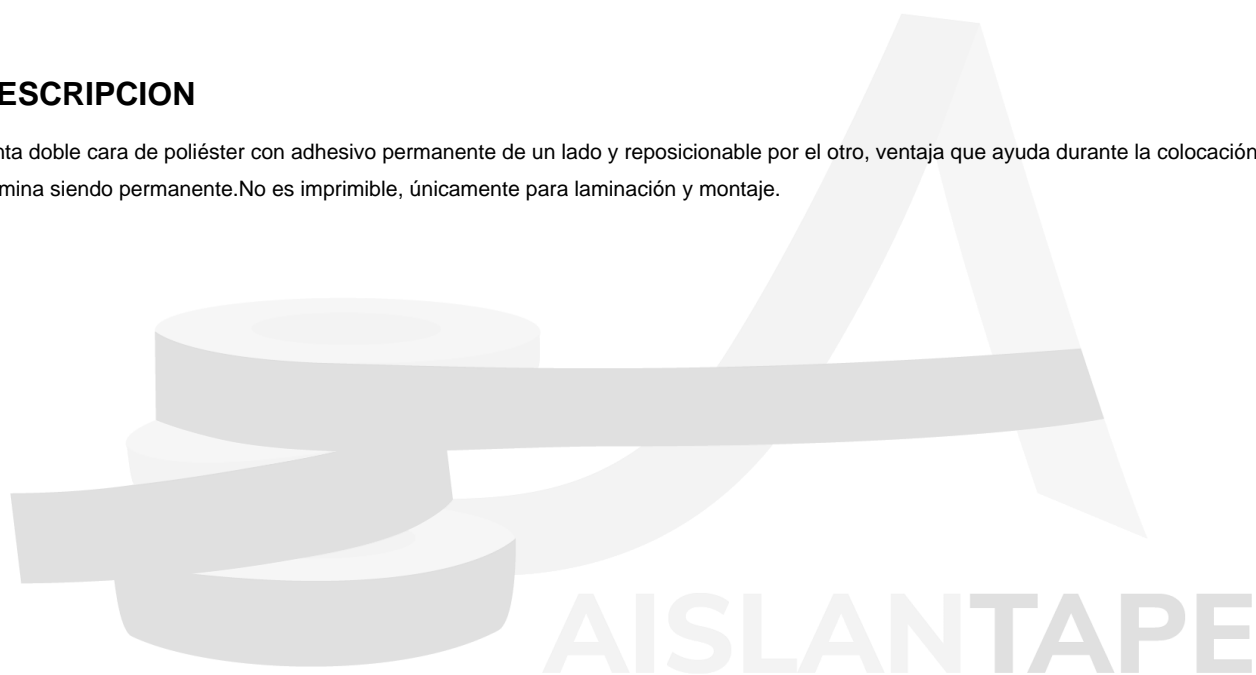 ESCRIPCION
nta doble cara de poliéster con adhesivo permanente de un lado y reposicionable por el otro, ventaja que ayuda durante la colocación
mina siendo permanente.No es imprimible, únicamente para laminación y montaje.
AISLANTAPE